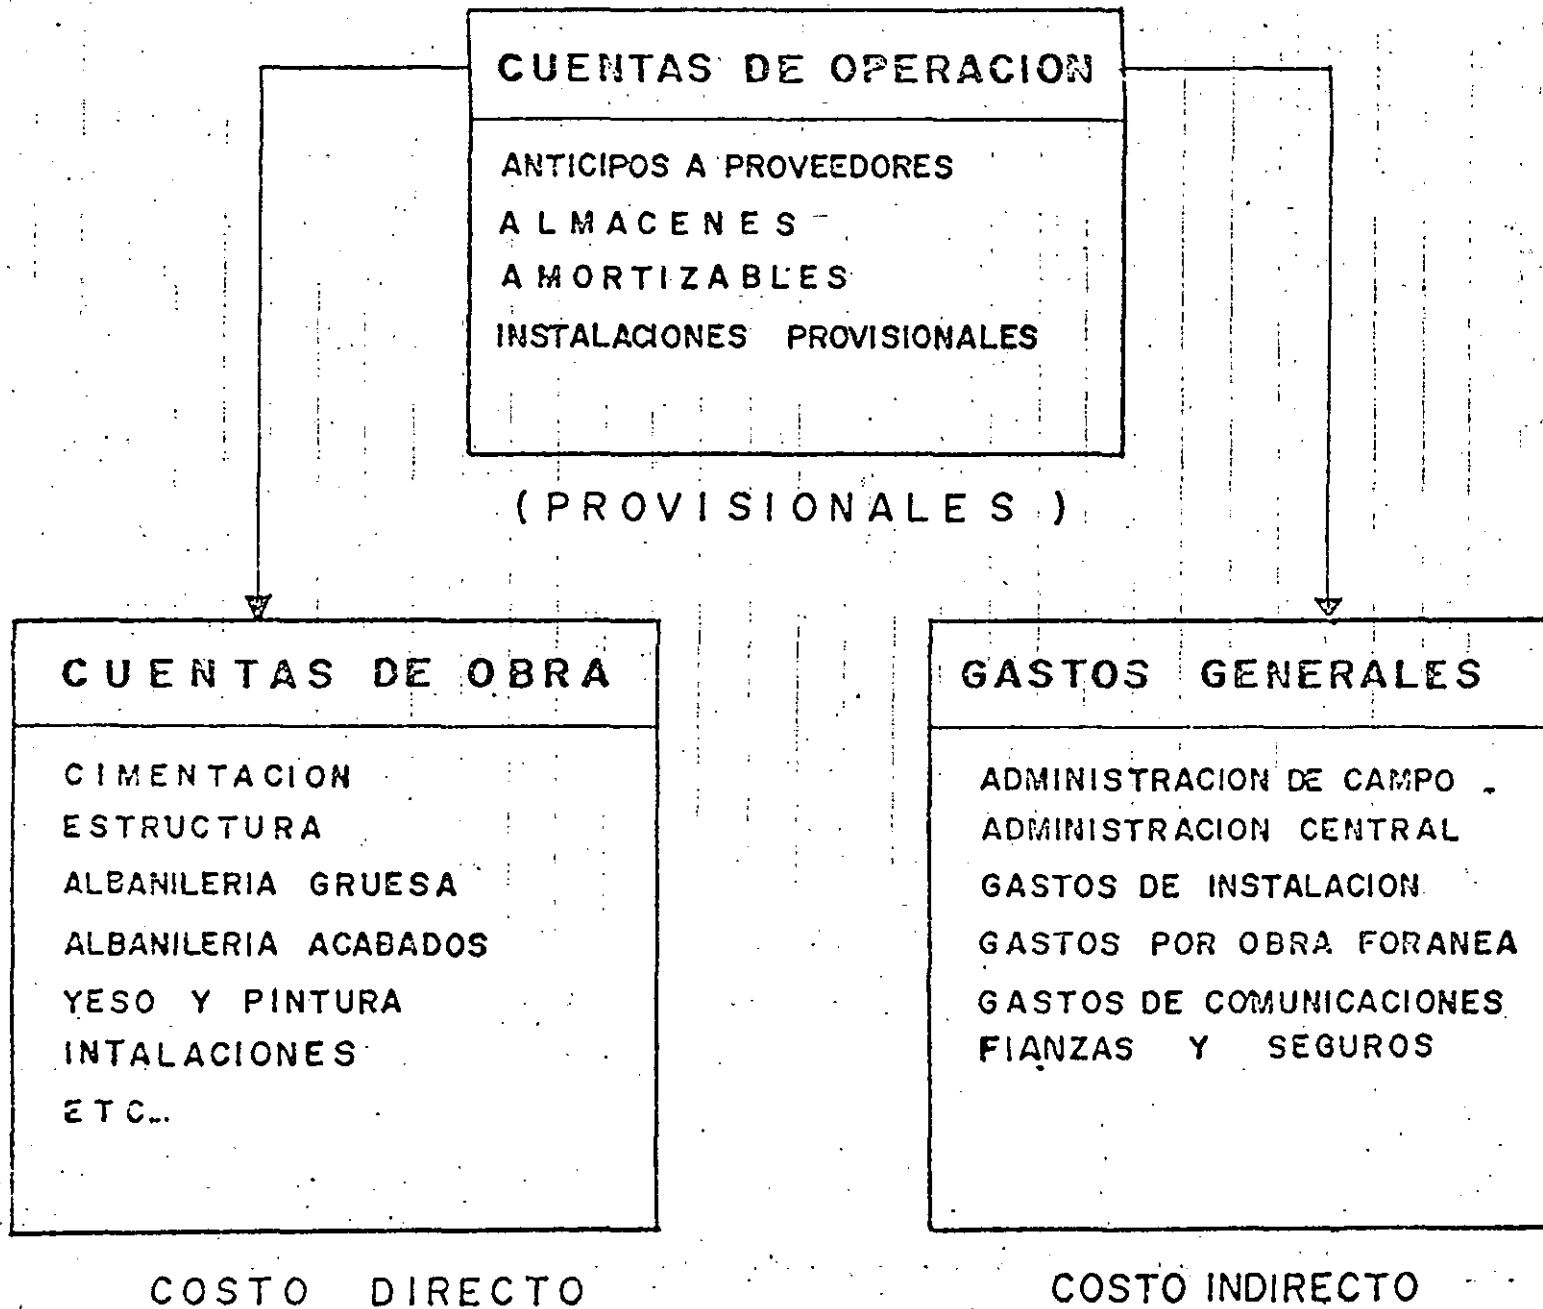 CUENTAS DE OPERACION
ANTICIPOS A PROVEEDORES
ALMACENES
AMORTIZABLES
INSTALACIONES PROVISIONALES
(PROVISIONALES)
CUENTAS DE OBRA
CIMENTACION
ESTRUCTURA
ALBANILERIA GRUESA
ALBANILERIA ACABADOS
YESO Y PINTURA
INTALACIONES
ETC...
COSTO DIRECTO
GASTOS GENERALES
ADMINISTRACION DE CAMPO
ADMINISTRACION CENTRAL
GASTOS DE INSTALACION
GASTOS POR OBRA FORANEA
GASTOS DE COMUNICACIONES
FIANZAS Y SEGUROS
COSTO INDIRECTO